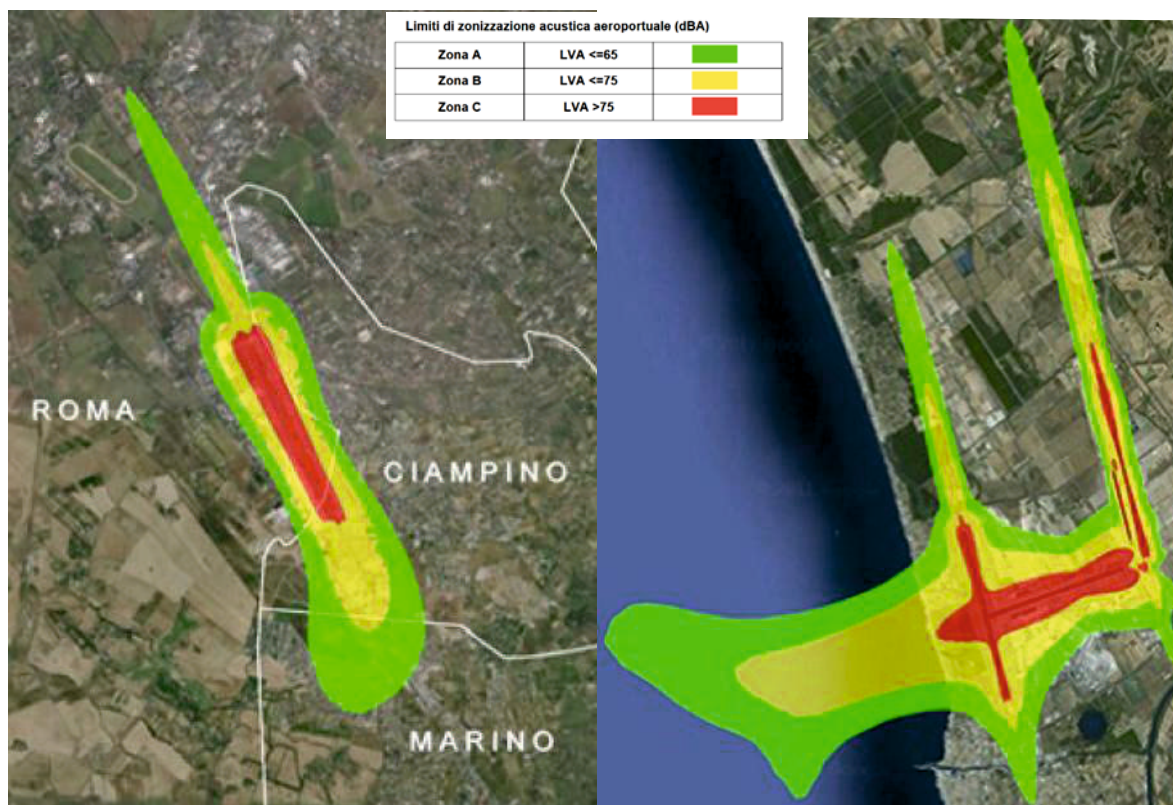 Limiti di zonizzazione acustica aeroportuale (dBA)
Zona A LVA <=65
Zona B LVA <=75
Zona C LVA >75
ROMA
CIAMPINO
MARINO